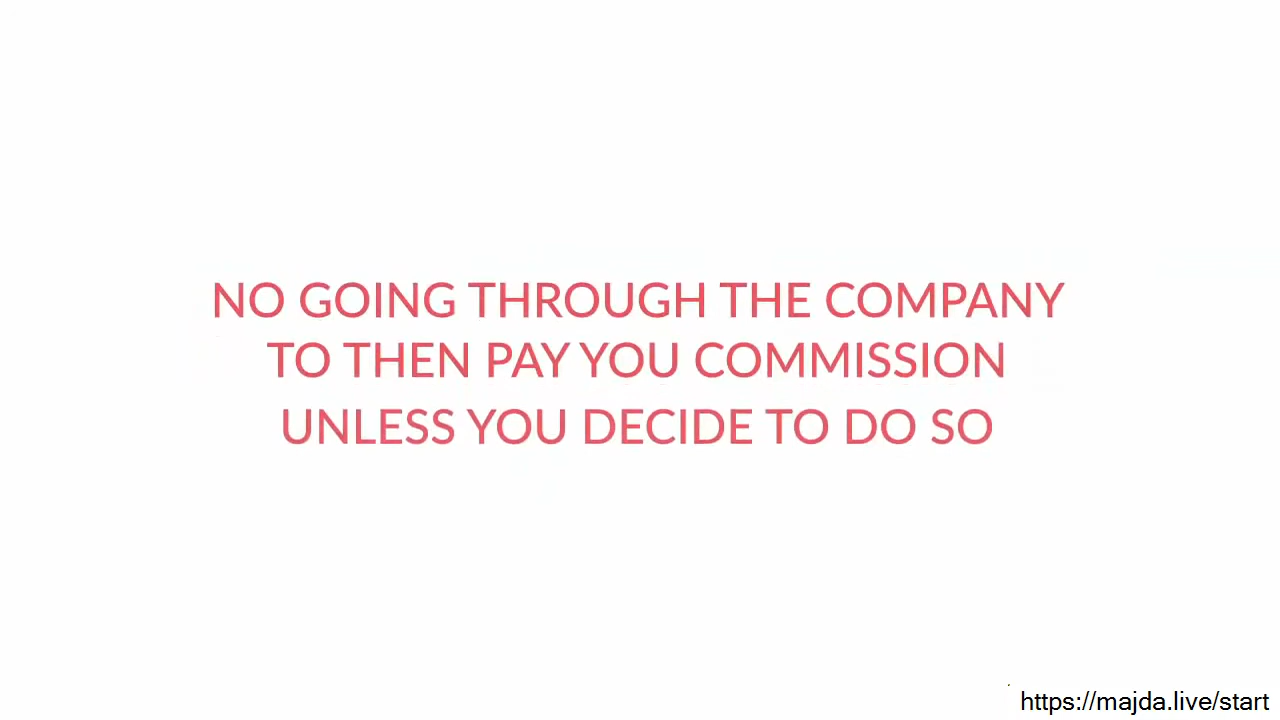 NO GOING THROUGH THE COMPANY
TO THEN PAY YOU COMMISSION
UNLESS YOU DECIDE TO DO SO
https://majda.live/start